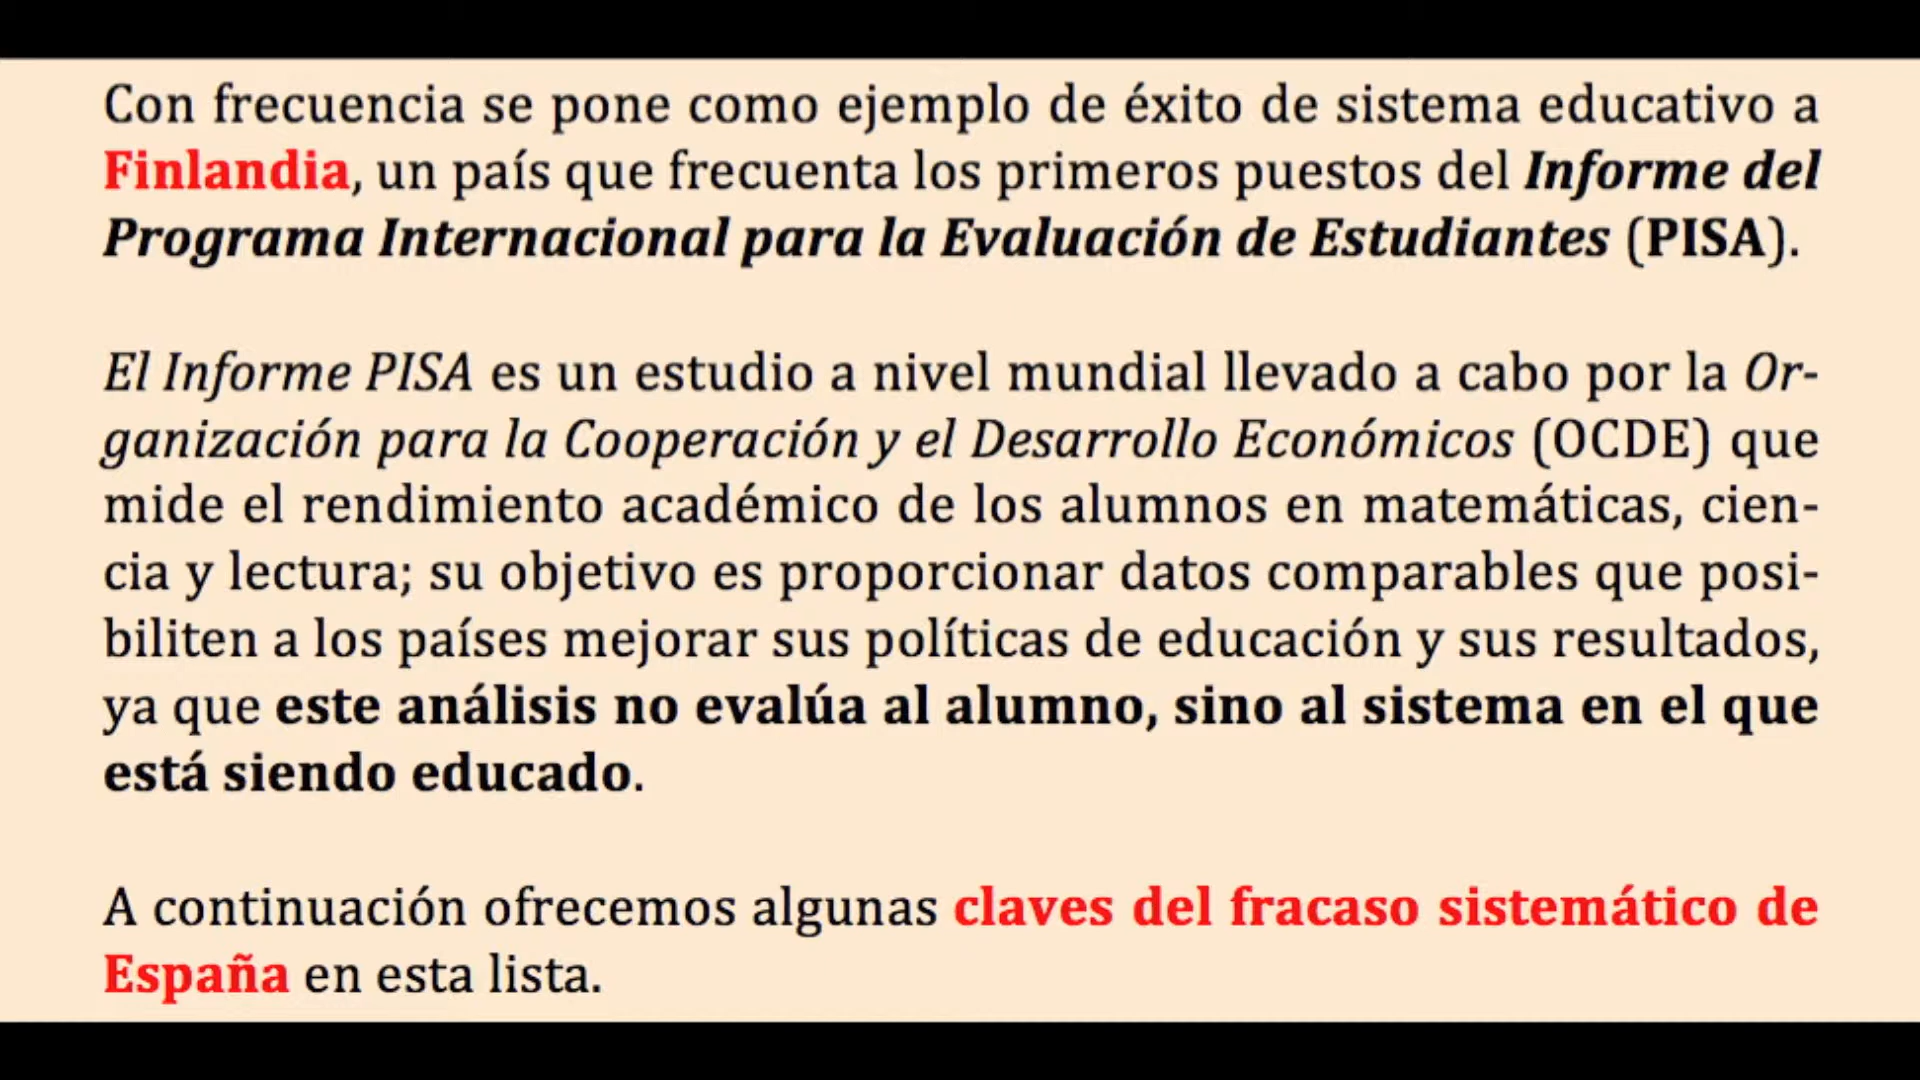 Con frecuencia se pone como ejemplo de éxito de sistema educativo a
Finlandia, un país que frecuenta los primeros puestos del Informe del
Programa Internacional para la Evaluación de Estudiantes (PISA).
El Informe PISA es un estudio a nivel mundial llevado a cabo por la Or-
ganización para la Cooperación y el Desarrollo Económicos (OCDE) que
mide el rendimiento académico de los alumnos en matemáticas, cien-
cia y lectura; su objetivo es proporcionar datos comparables que posi-
biliten a los países mejorar sus políticas de educación y sus resultados,
ya que este análisis no evalúa al alumno, sino al sistema en el que
está siendo educado.
A continuación ofrecemos algunas claves del fracaso sistemático de
España en esta lista.